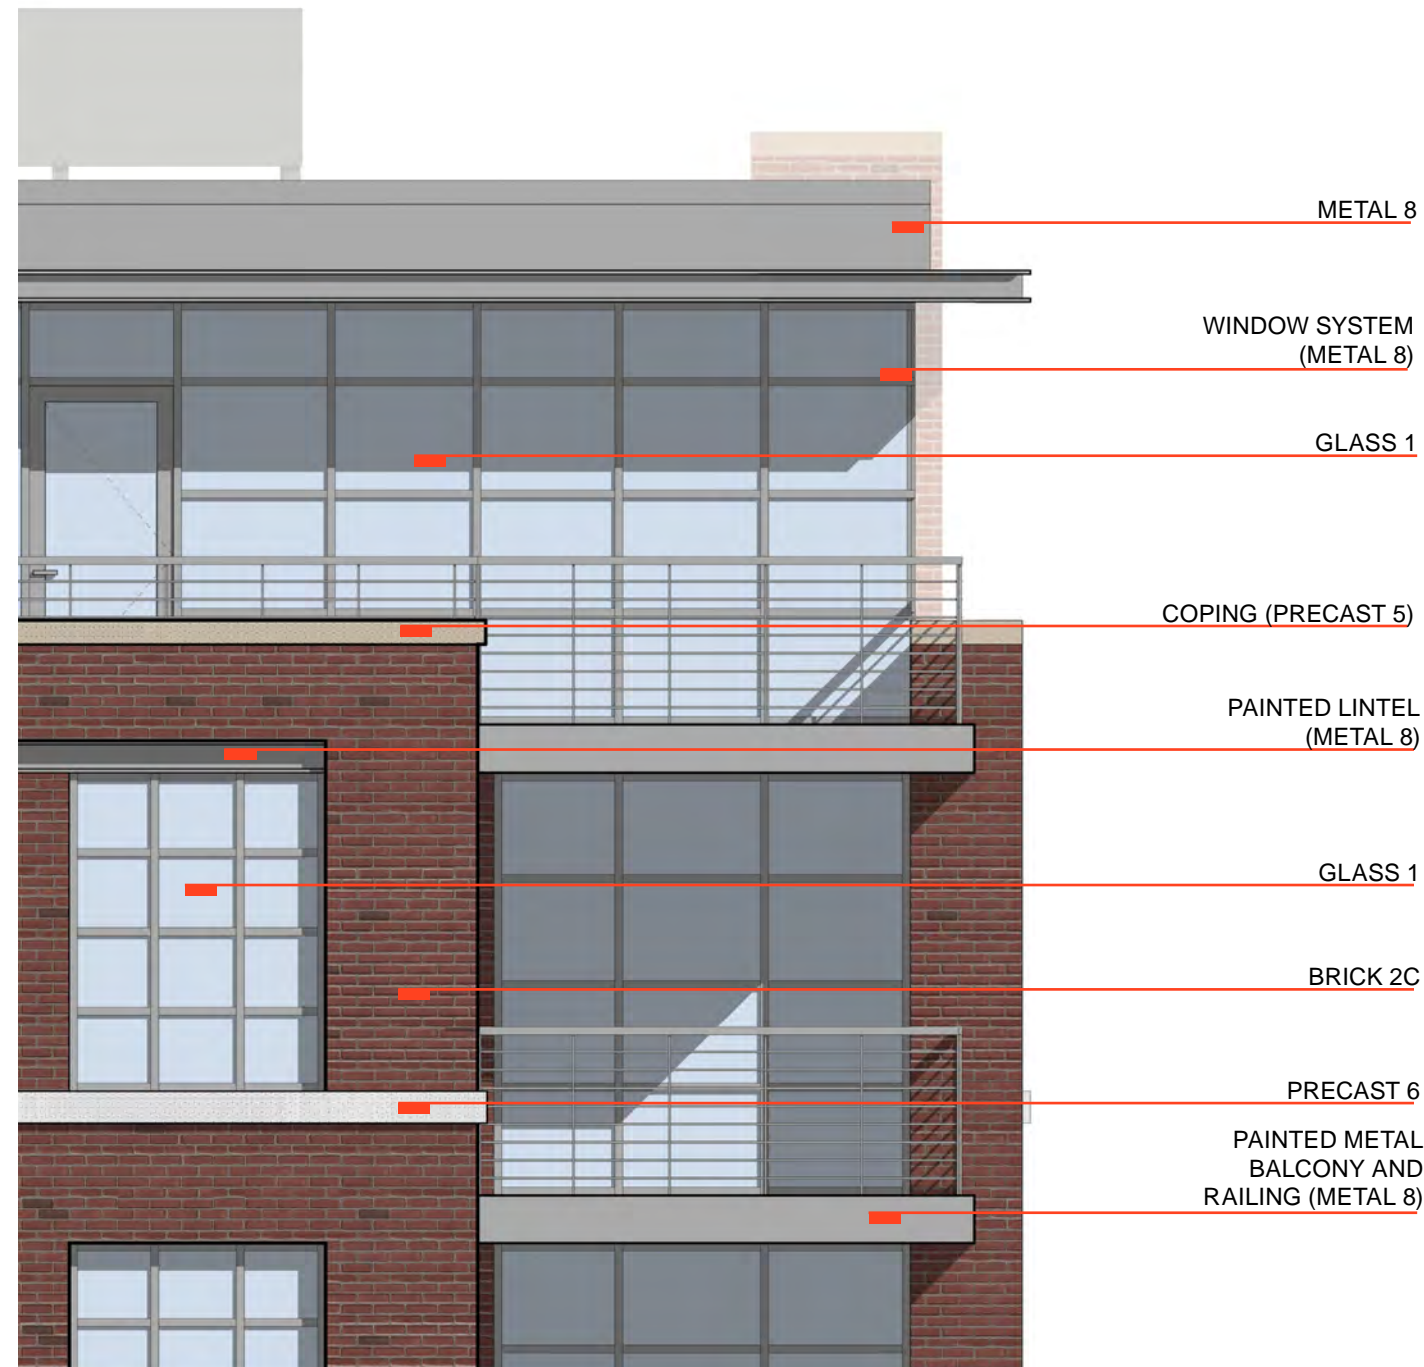 METAL 8
WINDOW SYSTEM
(METAL 8)
GLASS 1
COPING (PRECAST 5)
PAINTED LINTEL
(METAL 8)
GLASS 1
BRICK 2C
PRECAST 6
PAINTED METAL
BALCONY AND
RAILING (METAL 8)